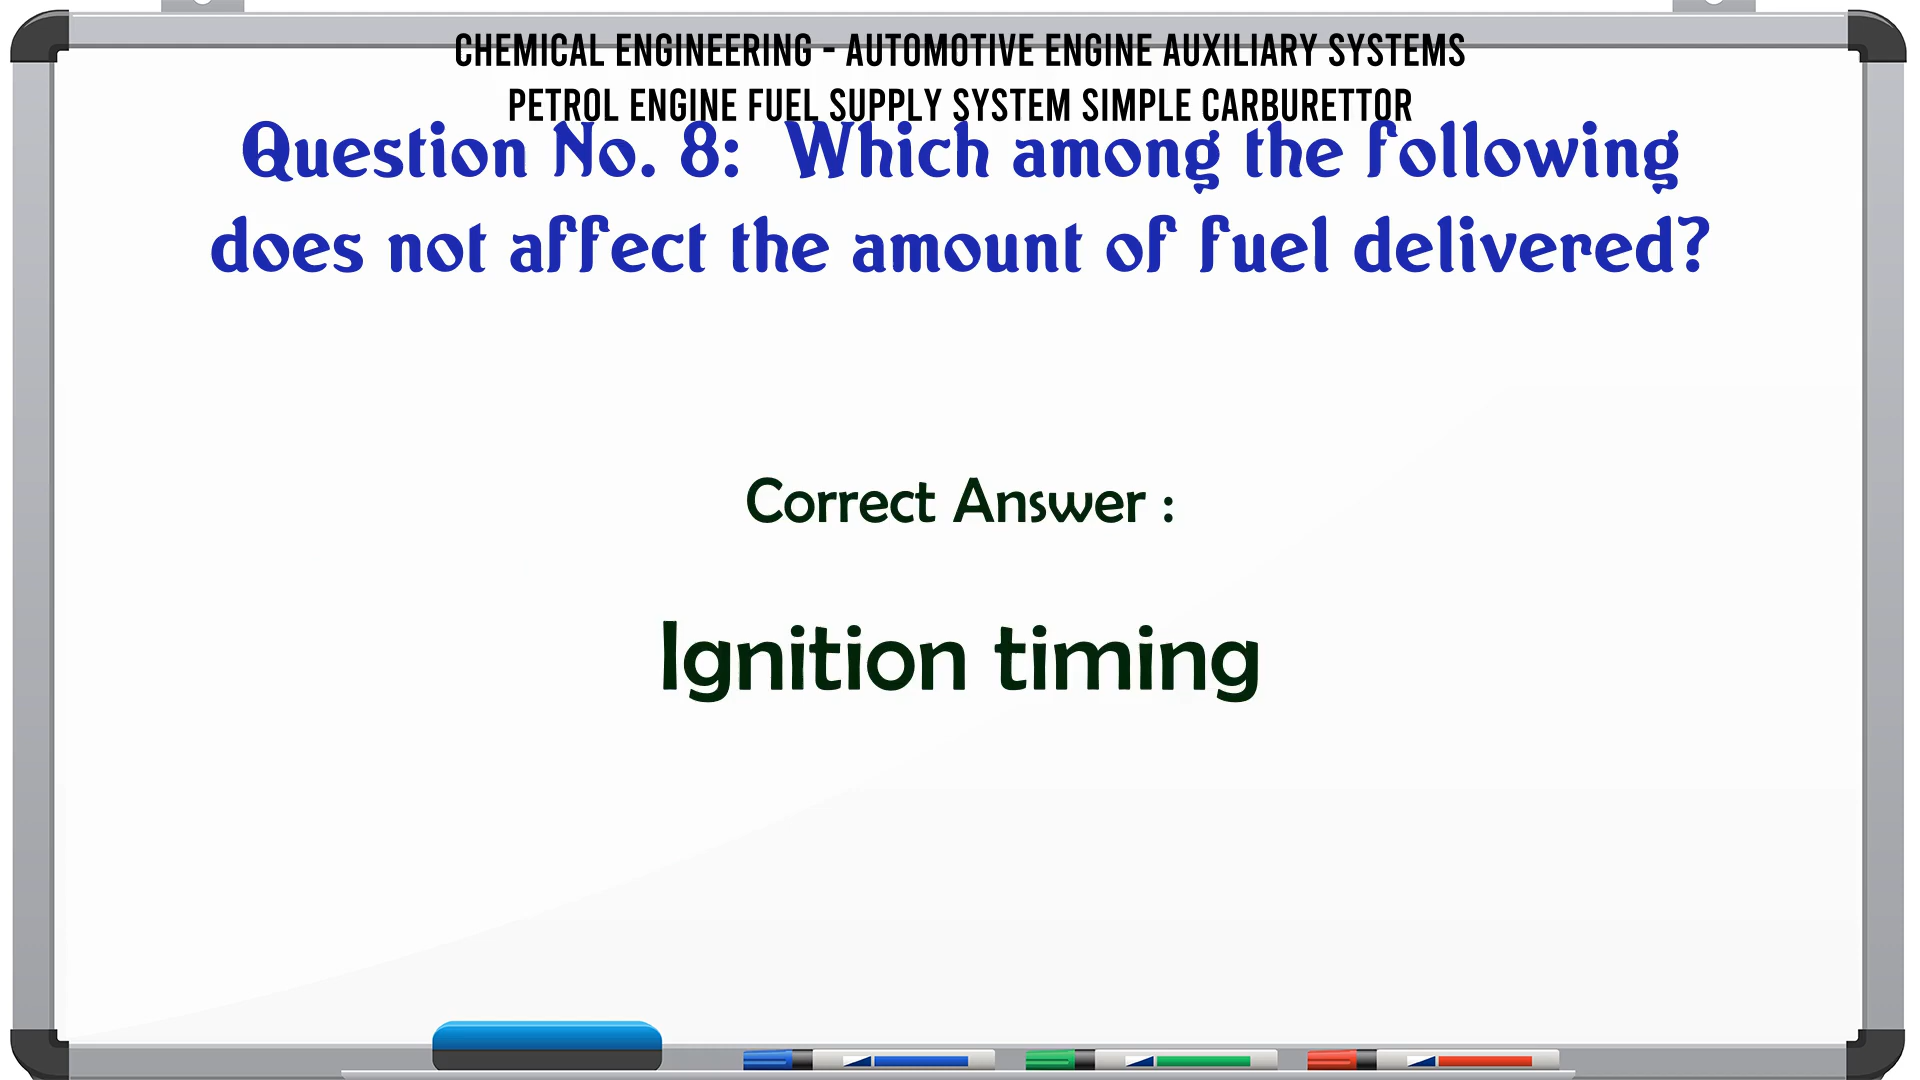 CHEMICAL ENGINEERING - AUTOMOTIVE ENGINE AUXILIARY SYSTEMS
PETROL ENGINE FUEL SUPPLY SYSTEM SIMPLE CARBURETTOR
Question No. 8: Which among the following
does not affect the amount of fuel delivered?
Correct Answer :
Ignition timing